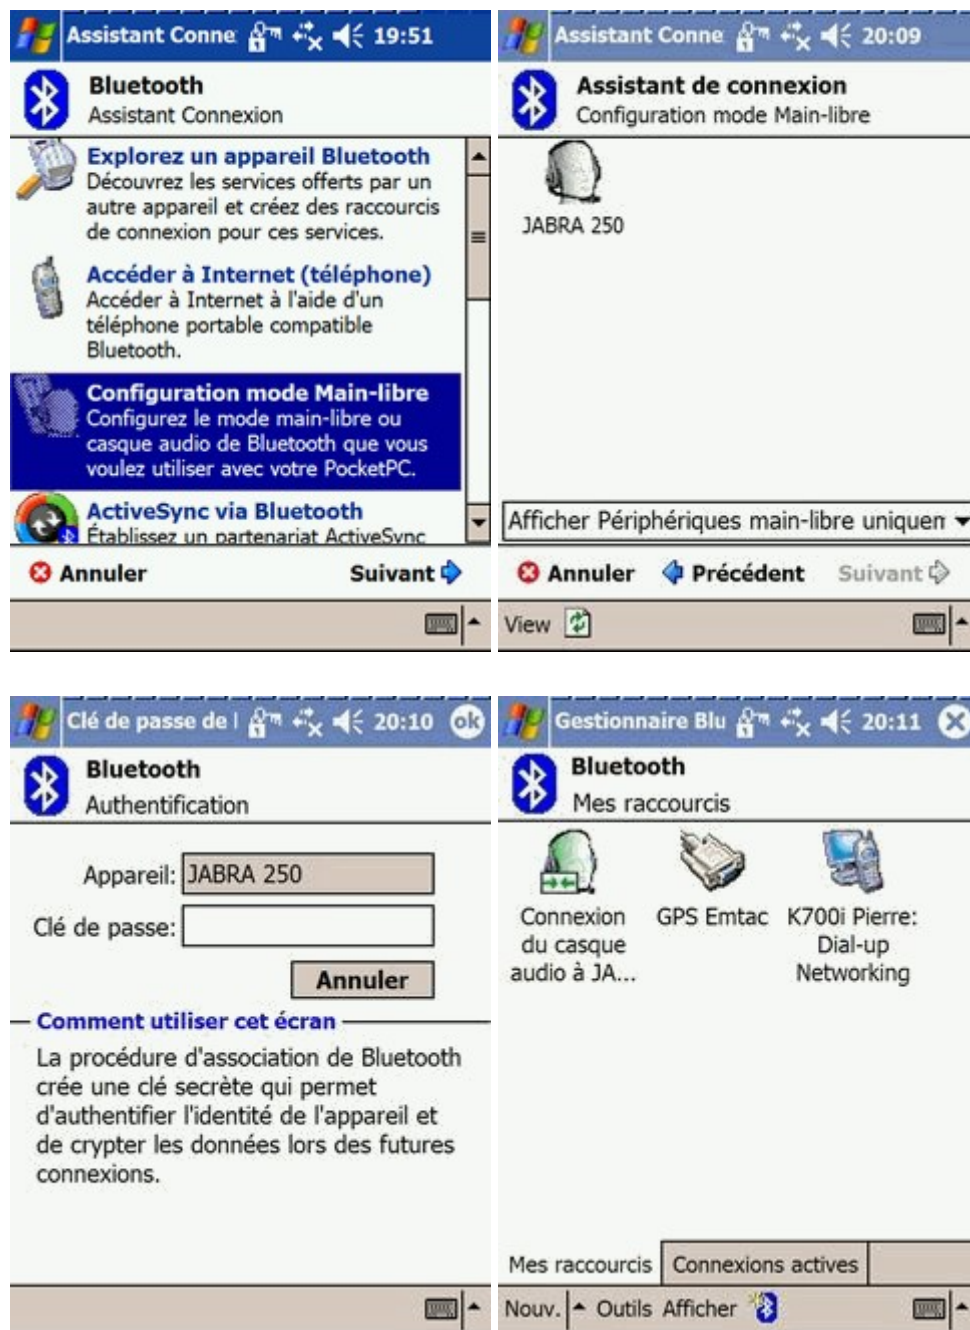 Assistant Conne 19:51
Bluetooth
Assistant Connexion
Explorez un appareil Bluetooth
Découvrez les services offerts par un
autre appareil et créez des raccourcis
de connexion pour ces services.
Accéder à Internet (téléphone)
Accéder à Internet à l'aide d'un
téléphone portable compatible
Bluetooth.
Configuration mode Main-libre
Configurez le mode main-libre ou
casque audio de Bluetooth que vous
voulez utiliser avec votre PocketPC.
ActiveSync via Bluetooth
Établissez un partenariat ActiveSync
Annuler Suivant
Assistant Conne 20:09
Assistant de connexion
Configuration mode Main-libre
JABRA 250
Afficher Périphériques main-libre uniquem
Annuler Précédent Suivant
View
Clé de passe de l 20:10 ok
Bluetooth
Authentification
Appareil: JABRA 250
Clé de passe:
Annuler
Comment utiliser cet écran
La procédure d'association de Bluetooth
crée une clé secrète qui permet
d'authentifier l'identité de l'appareil et
de crypter les données lors des futures
connexions.
Gestionnaire Blu 20:11
Bluetooth
Mes raccourcis
Connexion
du casque
audio à JA...
GPS Emtac
K700i Pierre:
Dial-up
Networking
Mes raccourcis Connexions actives
Nouv. Outils Afficher